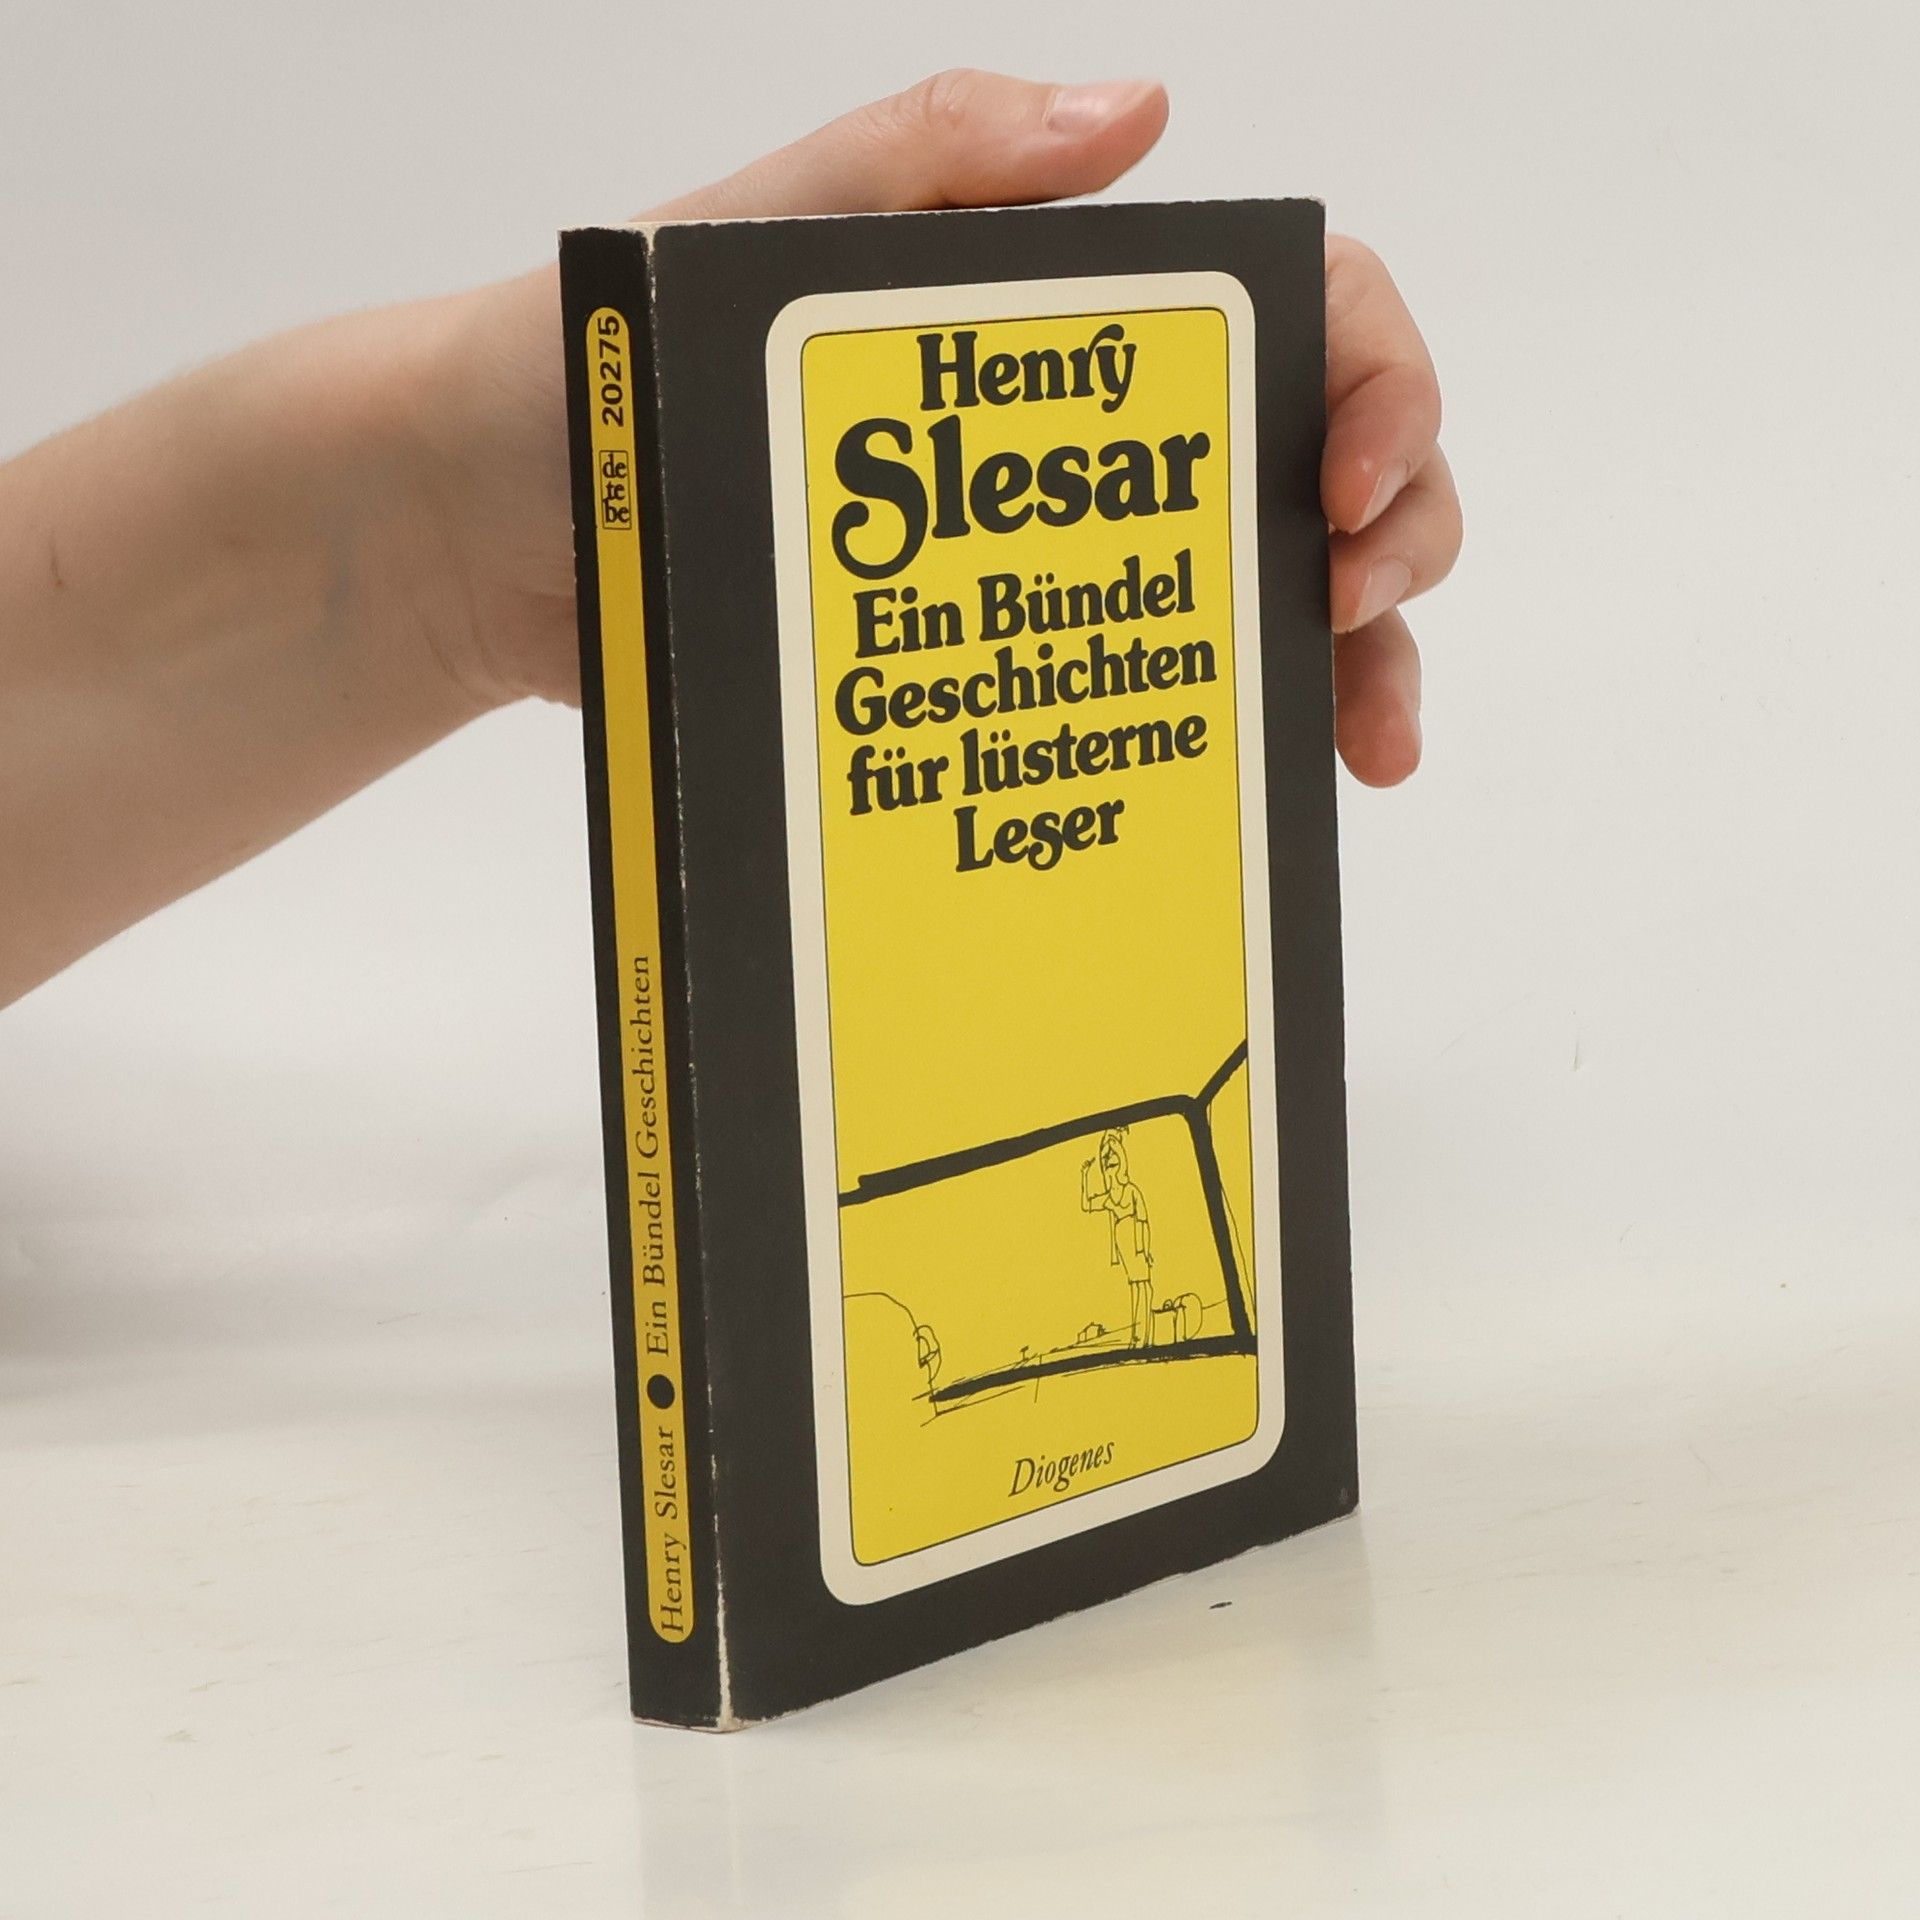 Henry
Slesar
Ein Bündel
Geschichten
für lüsterne
Leser
Diogenes
Henry Slesar ● Ein Bündel Geschichten
detebe 20275